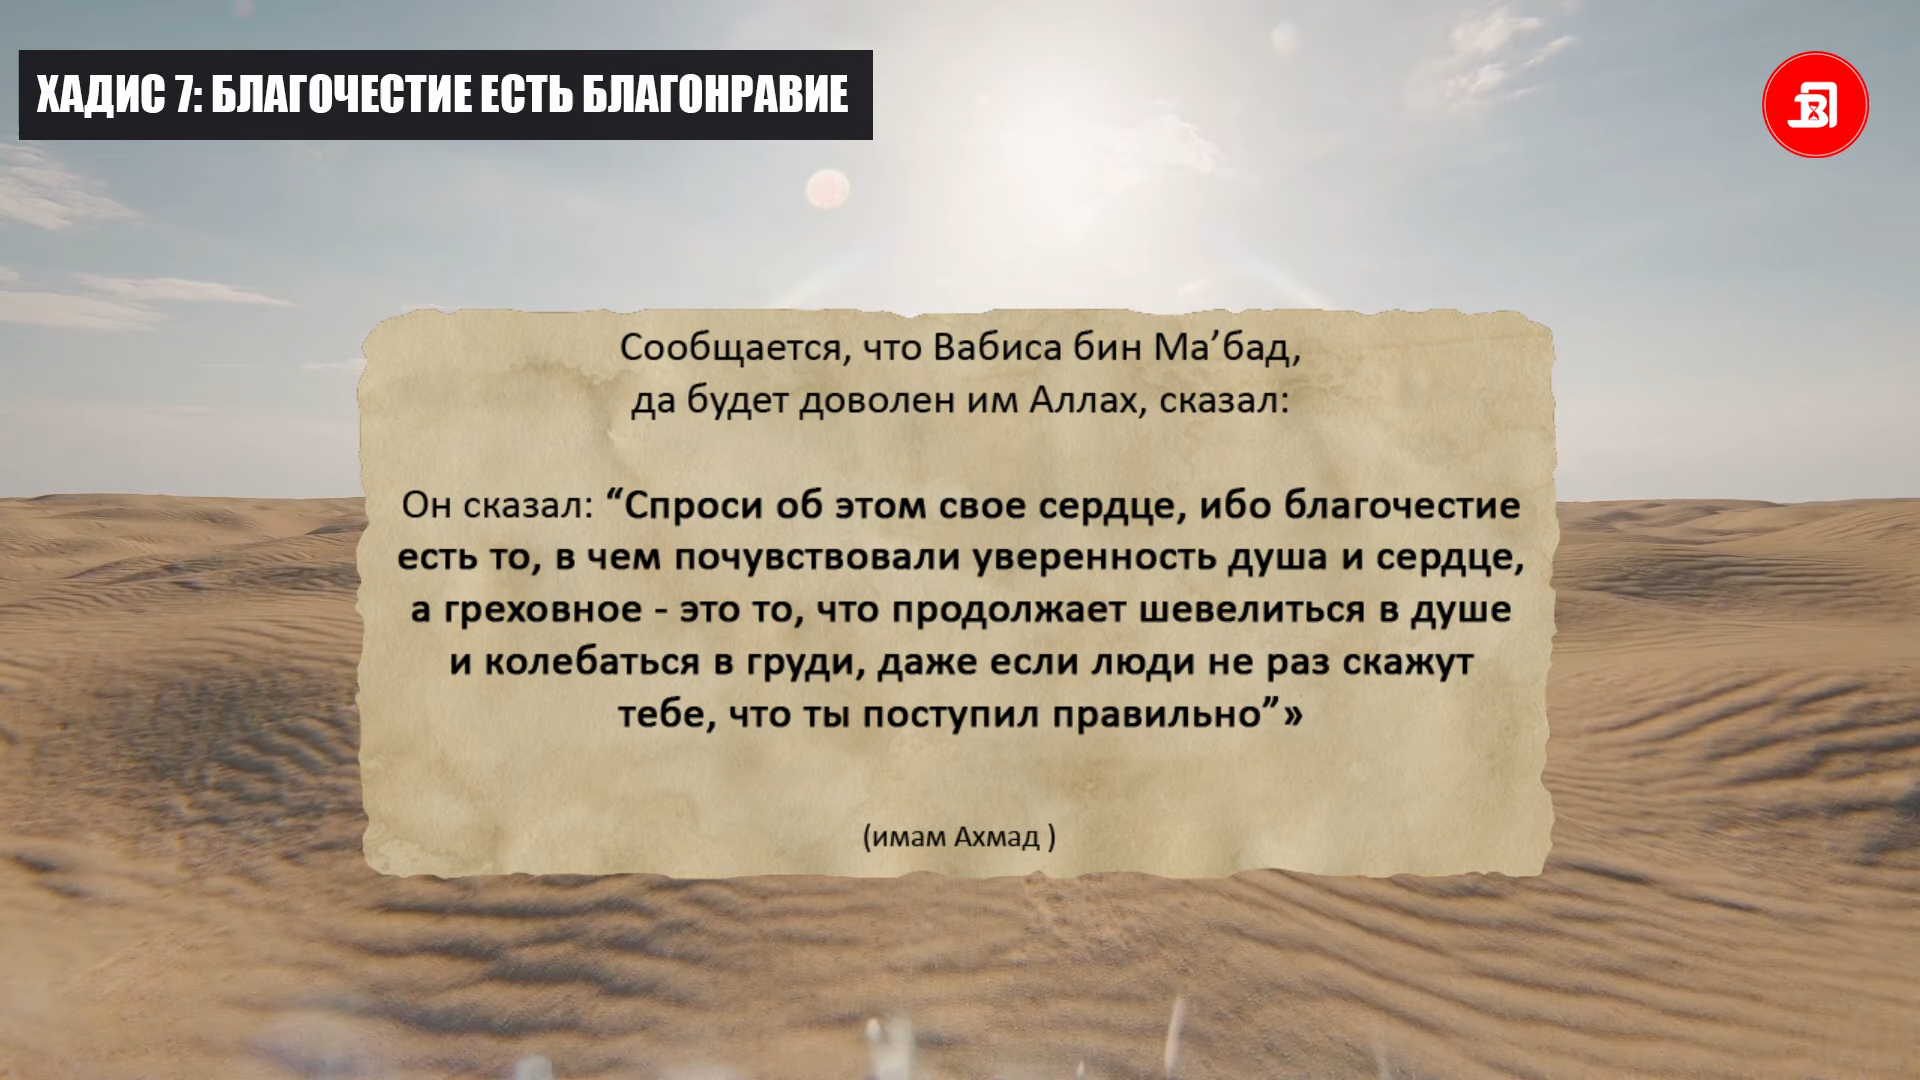 ХАДИС 7: БЛАГОЧЕСТИЕ ЕСТЬ БЛАГОНРАВИЕ
Сообщается, что Вабиса бин Ма’бад,
да будет доволен им Аллах, сказал:
Он сказал: “Спроси об этом свое сердце, ибо благочестие
есть то, в чем почувствовали уверенность душа и сердце,
а греховное - это то, что продолжает шевелиться в душе
и колебаться в груди, даже если люди не раз скажут
тебе, что ты поступил правильно”»
(имам Ахмад )